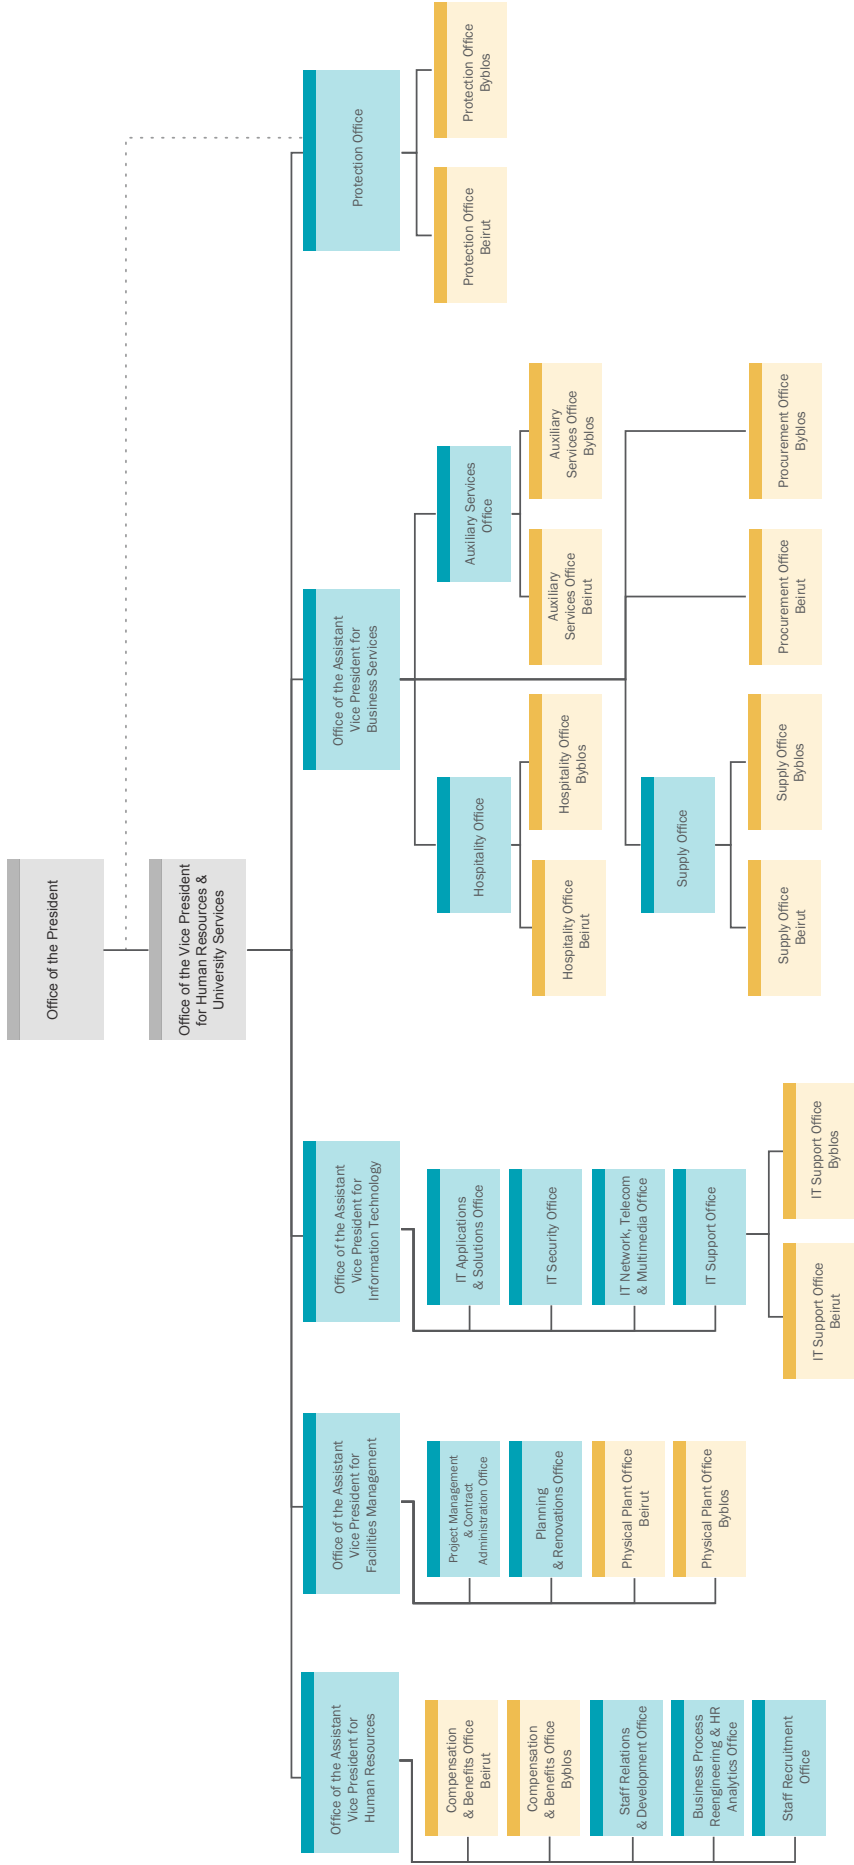 Office of the President
Office of the Vice President
for Human Resources &
University Services
Office of the Assistant
Vice President for
Human Resources
Compensation
& Benefits Office
Beirut
Compensation
& Benefits Office
Byblos
Staff Relations
& Development Office
Business Process
Reengineering & HR
Analytics Office
Staff Recruitment
Office
Office of the Assistant
Vice President for
Facilities Management
Project Management
& Contract
Administration Office
Planning
& Renovations Office
Physical Plant Office
Beirut
Physical Plant Office
Byblos
Office of the Assistant
Vice President for
Information Technology
IT Applications
& Solutions Office
IT Security Office
IT Network, Telecom
& Multimedia Office
IT Support Office
IT Support Office
Beirut
IT Support Office
Byblos
Office of the Assistant
Vice President for
Business Services
Hospitality Office
Hospitality Office
Beirut
Hospitality Office
Byblos
Auxiliary Services
Office
Auxiliary
Services Office
Beirut
Auxiliary
Services Office
Byblos
Supply Office
Supply Office
Beirut
Supply Office
Byblos
Procurement Office
Beirut
Procurement Office
Byblos
Protection Office
Protection Office
Beirut
Protection Office
Byblos